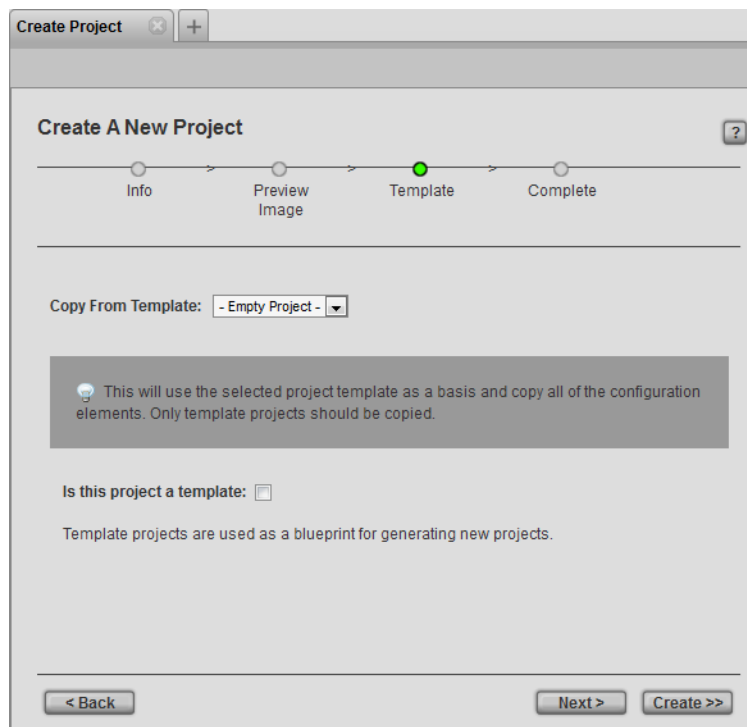 Create Project
+
Create A New Project
?
> > >
Info Preview Image Template Complete
Copy From Template: - Empty Project -
This will use the selected project template as a basis and copy all of the configuration
elements. Only template projects should be copied.
Is this project a template:
Template projects are used as a blueprint for generating new projects.
< Back Next > Create >>